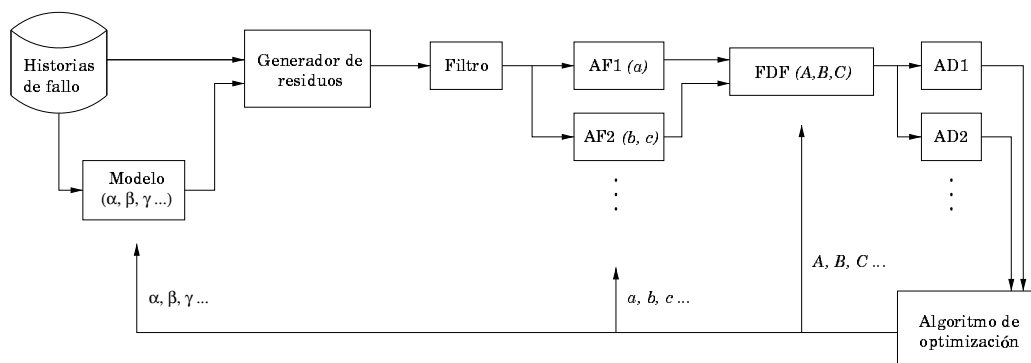 Historias
de fallo
Generador de
residuos
Filtro
AF1 (a)
FDF (A,B,C)
AD1
AF2 (b, c)
AD2
Modelo
(α, β, γ ...)
α, β, γ ...
a, b, c ...
A, B, C ...
Algoritmo de
optimización